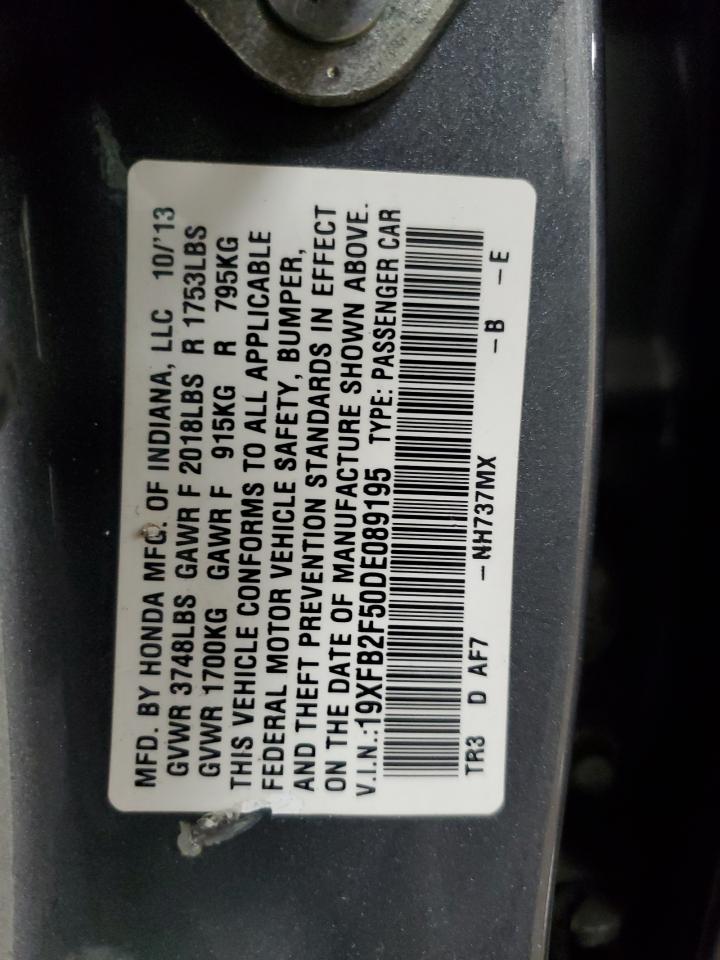 MFD. BY HONDA MFG. OF INDIANA, LLC 10/'13
GVWR 3748LBS GAWR F 2018LBS R 1753LBS
GVWR 1700KG GAWR F 915KG R 795KG
THIS VEHICLE CONFORMS TO ALL APPLICABLE
FEDERAL MOTOR VEHICLE SAFETY, BUMPER,
AND THEFT PREVENTION STANDARDS IN EFFECT
ON THE DATE OF MANUFACTURE SHOWN ABOVE.
V.I.N.:19XFB2F50DE089195 TYPE: PASSENGER CAR
TR3 D AF7 -NH737MX -B -E